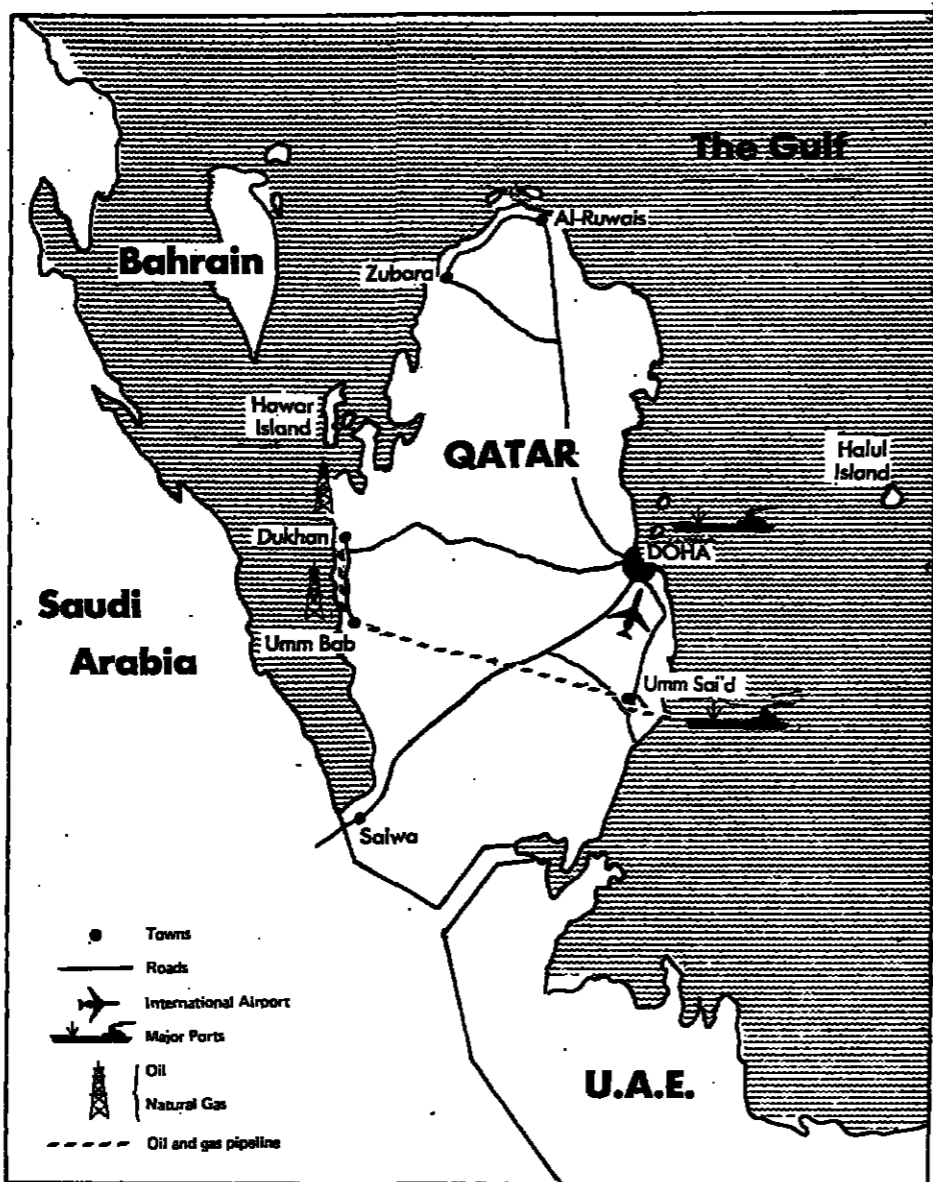 The Gulf
Al-Ruwais
Bahrain
Zubara
Hawar
Island
QATAR
Halul
Island
Dukhan
DOHA
Saudi
Arabia
Umm Bab
Umm Sai'd
Salwa
Towns
Roads
International Airport
Major Ports
Oil
Natural Gas
Oil and gas pipeline
U.A.E.